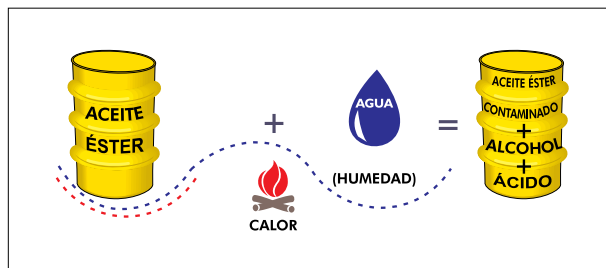 ACEITE
ÉSTER
+
CALOR
AGUA
(HUMEDAD)
=
ACEITE ÉSTER
CONTAMINADO
+
ALCOHOL
+
ÁCIDO